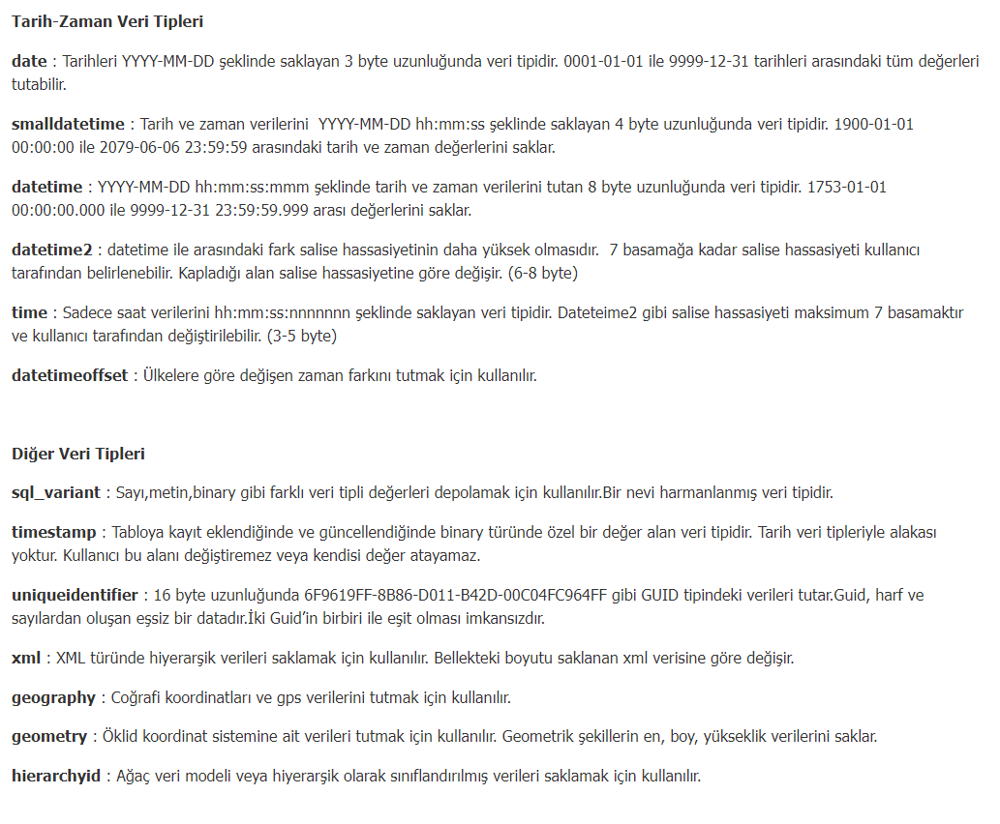 Tarih-Zaman Veri Tipleri
date : Tarihleri YYYY-MM-DD şeklinde saklayan 3 byte uzunluğunda veri tipidir. 0001-01-01 ile 9999-12-31 tarihleri arasındaki tüm değerleri
tutabilir.
smalldatetime : Tarih ve zaman verilerini  YYYY-MM-DD hh:mm:ss şeklinde saklayan 4 byte uzunluğunda veri tipidir. 1900-01-01
00:00:00 ile 2079-06-06 23:59:59 arasındaki tarih ve zaman değerlerini saklar.
datetime : YYYY-MM-DD hh:mm:ss:mmm şeklinde tarih ve zaman verilerini tutan 8 byte uzunluğunda veri tipidir. 1753-01-01
00:00:00.000 ile 9999-12-31 23:59:59.999 arası değerlerini saklar.
datetime2 : datetime ile arasındaki fark salise hassasiyetinin daha yüksek olmasıdır.  7 basamağa kadar salise hassasiyeti kullanıcı
tarafından belirlenebilir. Kapladığı alan salise hassasiyetine göre değişir. (6-8 byte)
time : Sadece saat verilerini hh:mm:ss:nnnnnnn şeklinde saklayan veri tipidir. Dateteime2 gibi salise hassasiyeti maksimum 7 basamaktır
ve kullanıcı tarafından değiştirilebilir. (3-5 byte)
datetimeoffset : Ülkelere göre değişen zaman farkını tutmak için kullanılır.
Diğer Veri Tipleri
sql_variant : Sayı,metin,binary gibi farklı veri tipli değerleri depolamak için kullanılır.Bir nevi harmanlanmış veri tipidir.
timestamp : Tabloya kayıt eklendiğinde ve güncellendiğinde binary türünde özel bir değer alan veri tipidir. Tarih veri tipleriyle alakası
yoktur. Kullanıcı bu alanı değiştiremez veya kendisi değer atayamaz.
uniqueidentifier : 16 byte uzunluğunda 6F9619FF-8B86-D011-B42D-00C04FC964FF gibi GUID tipindeki verileri tutar.Guid, harf ve
sayılardan oluşan eşsiz bir datadır.İki Guid’in birbiri ile eşit olması imkansızdır.
xml : XML türünde hiyerarşik verileri saklamak için kullanılır. Bellekteki boyutu saklanan xml verisine göre değişir.
geography : Coğrafi koordinatları ve gps verilerini tutmak için kullanılır.
geometry : Öklid koordinat sistemine ait verileri tutmak için kullanılır. Geometrik şekillerin en, boy, yükseklik verilerini saklar.
hierarchyid : Ağaç veri modeli veya hiyerarşik olarak sınıflandırılmış verileri saklamak için kullanılır.